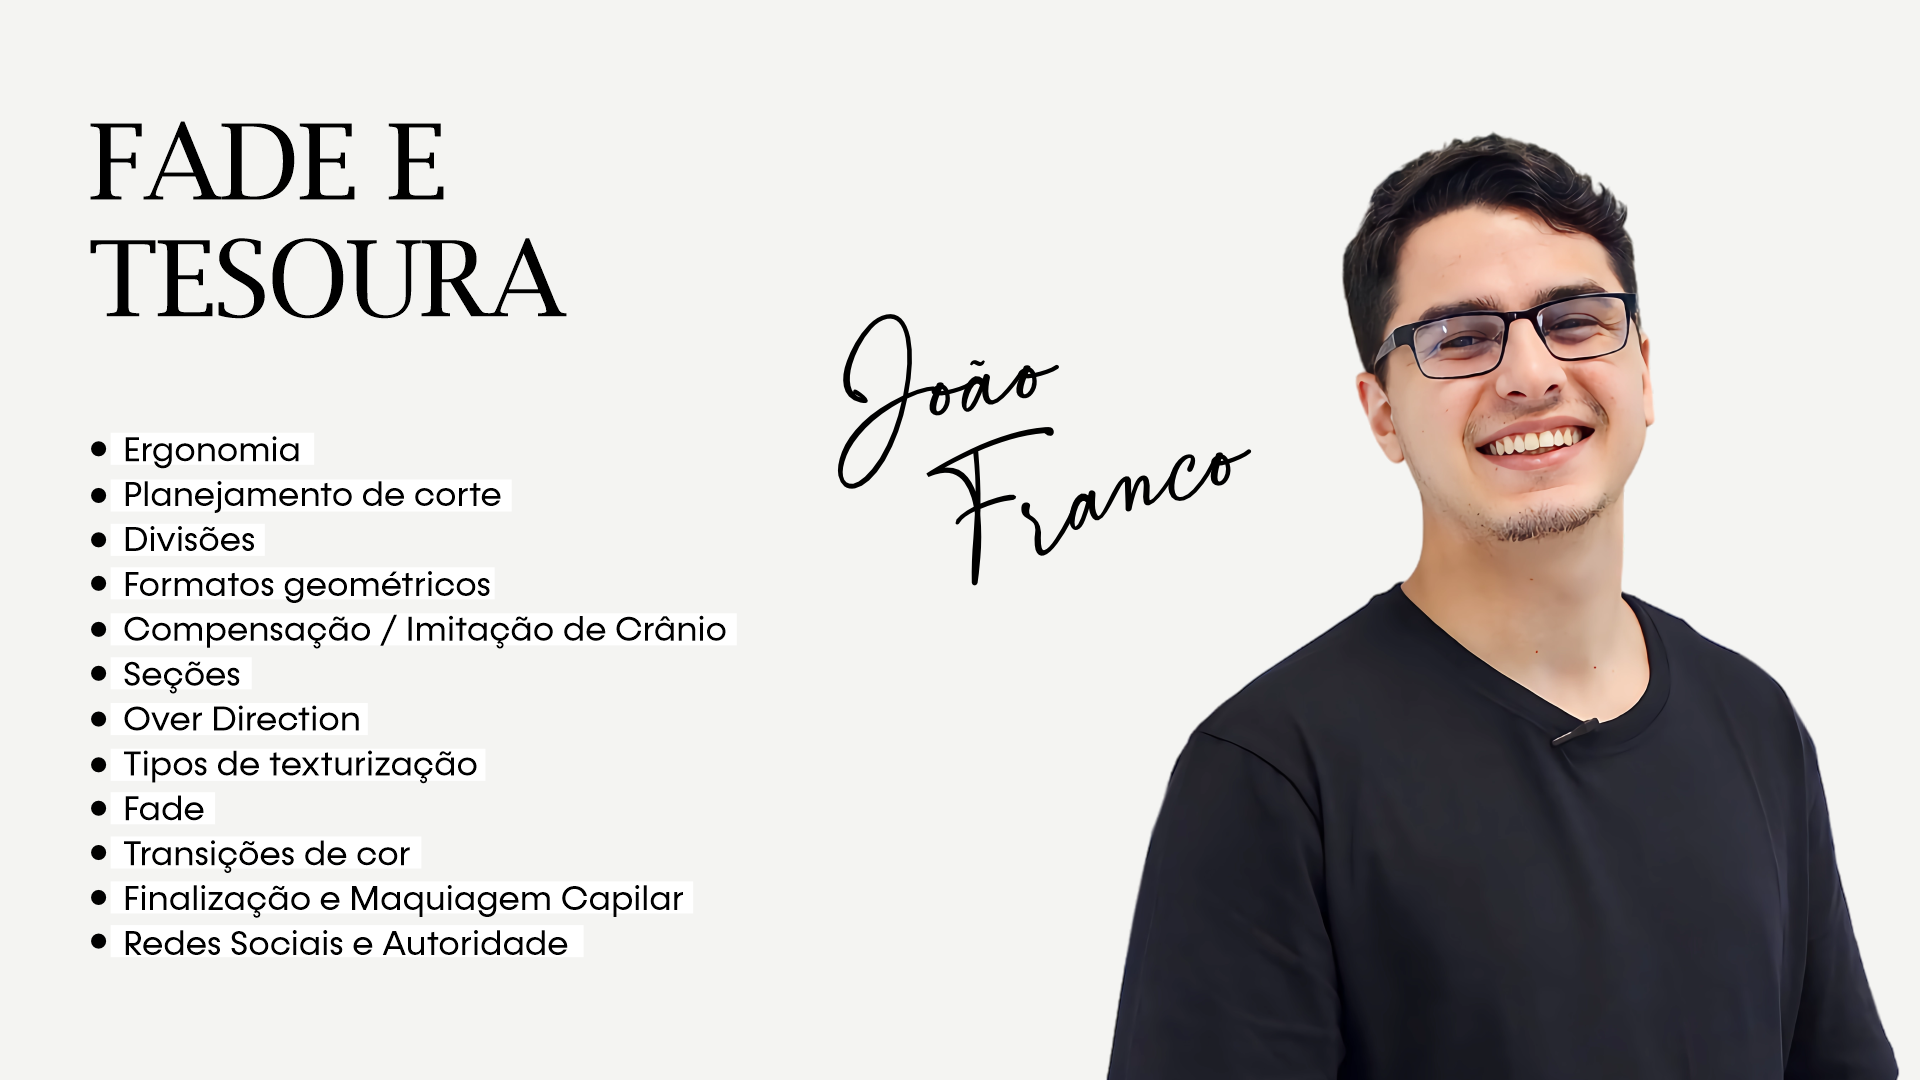 FADE E
TESOURA
João
Franco
• Ergonomia
• Planejamento de corte
• Divisões
• Formatos geométricos
• Compensação / Imitação de Crânio
• Seções
• Over Direction
• Tipos de texturização
• Fade
• Transições de cor
• Finalização e Maquiagem Capilar
• Redes Sociais e Autoridade